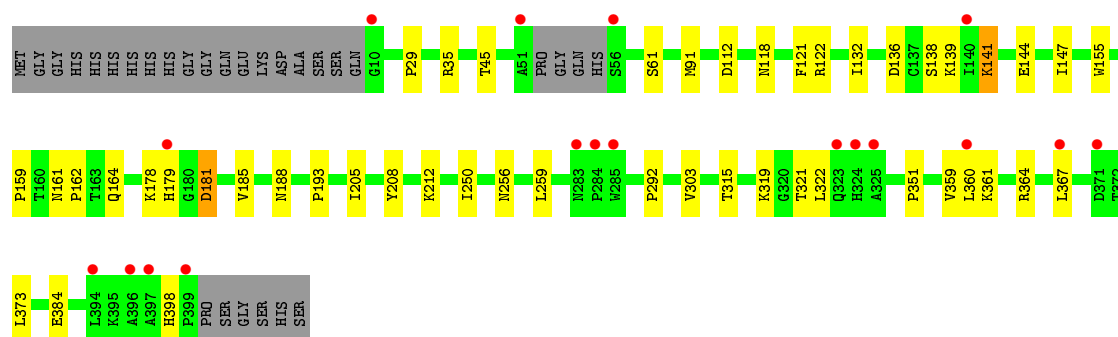 MET GLY GLY HIS HIS HIS HIS HIS HIS GLY GLY GLN GLU LYS ASP ALA SER SER GLN G10 P29 R35 T45 A51 PRO GLY GLN HIS S56 S61 M91 D112 N118 F121 R122 I132 D136 C137 S138 K139 I140 K141 E144 I147 W155
P159 T160 N161 P162 T163 Q164 K178 H179 G180 D181 V185 N188 P193 I205 Y208 K212 I250 N256 L259 N283 P284 W285 P292 V303 T315 K319 G320 T321 L322 Q323 H324 A325 P351 V359 L360 K361 R364 L367 D371 T372
L373 E384 L394 K395 A396 A397 H398 P399 PRO SER GLY SER HIS SER